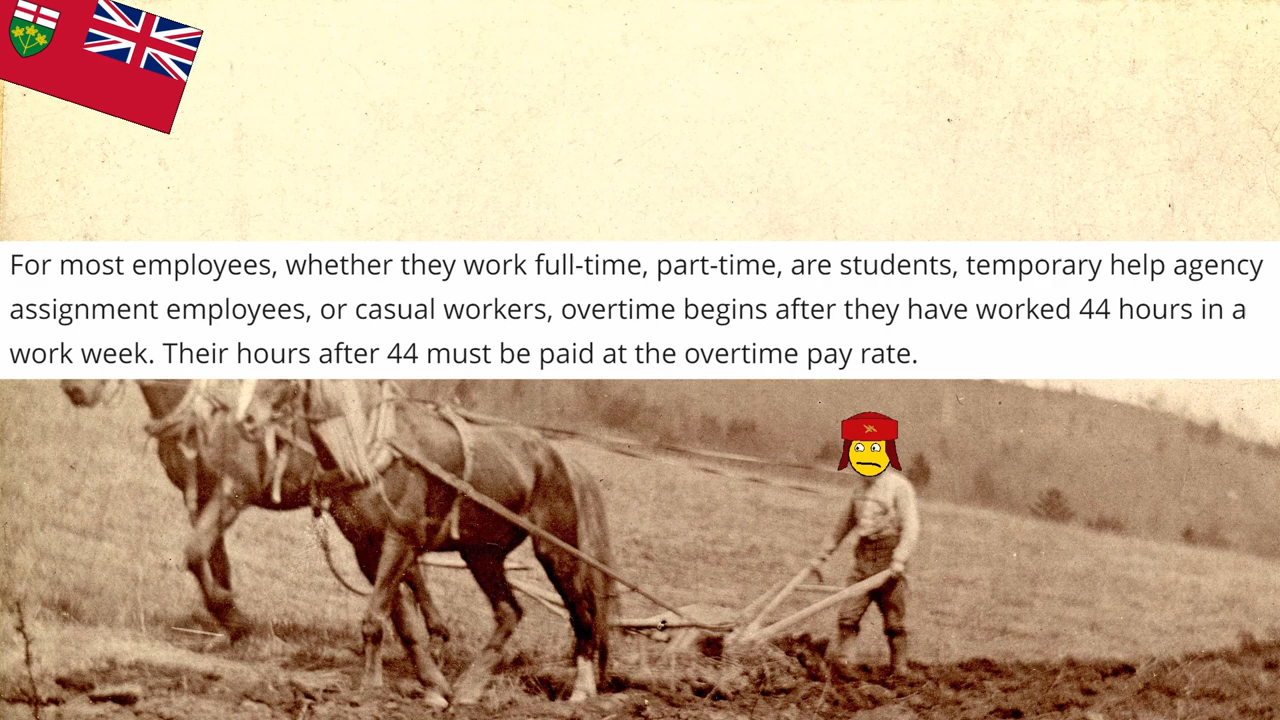 For most employees, whether they work full-time, part-time, are students, temporary help agency
assignment employees, or casual workers, overtime begins after they have worked 44 hours in a
work week. Their hours after 44 must be paid at the overtime pay rate.